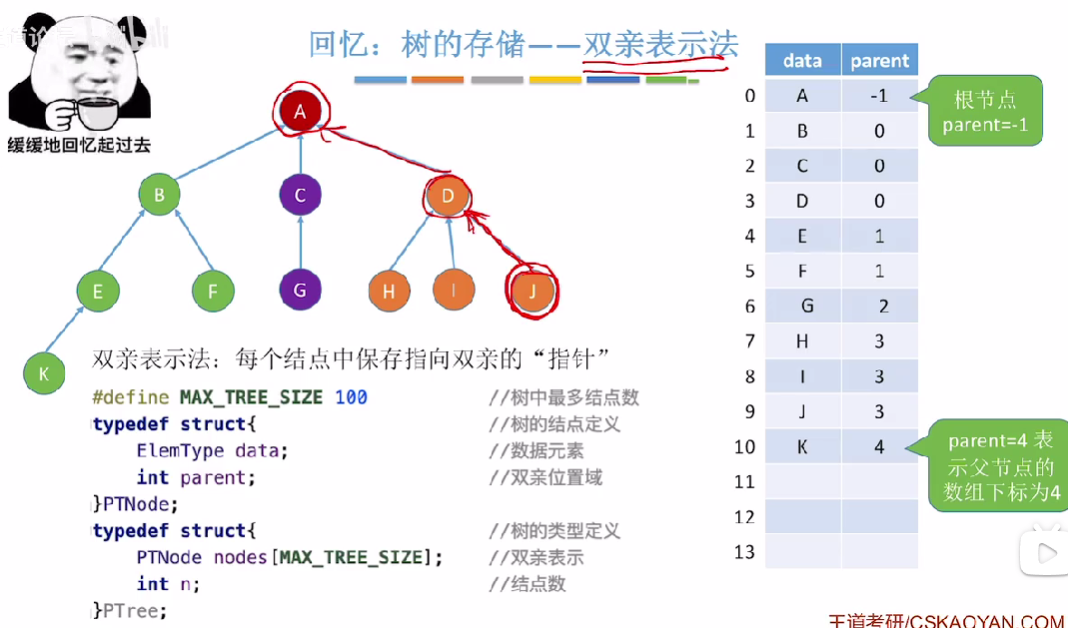 回忆：树的存储——双亲表示法
缓缓地回忆起过去
A
B
C
D
E
F
G
H
I
J
K
data parent
0 A -1
1 B 0
2 C 0
3 D 0
4 E 1
5 F 1
6 G 2
7 H 3
8 I 3
9 J 3
10 K 4
11
12
13
根节点
parent=-1
parent=4 表
示父节点的
数组下标为4
双亲表示法：每个结点中保存指向双亲的“指针”
#define MAX_TREE_SIZE 100 //树中最多结点数
typedef struct{ //树的结点定义
ElemType data; //数据元素
int parent; //双亲位置域
}PTNode;
typedef struct{ //树的类型定义
PTNode nodes[MAX_TREE_SIZE]; //双亲表示
int n; //结点数
}PTree;
王道考研/CSKAOYAN.COM